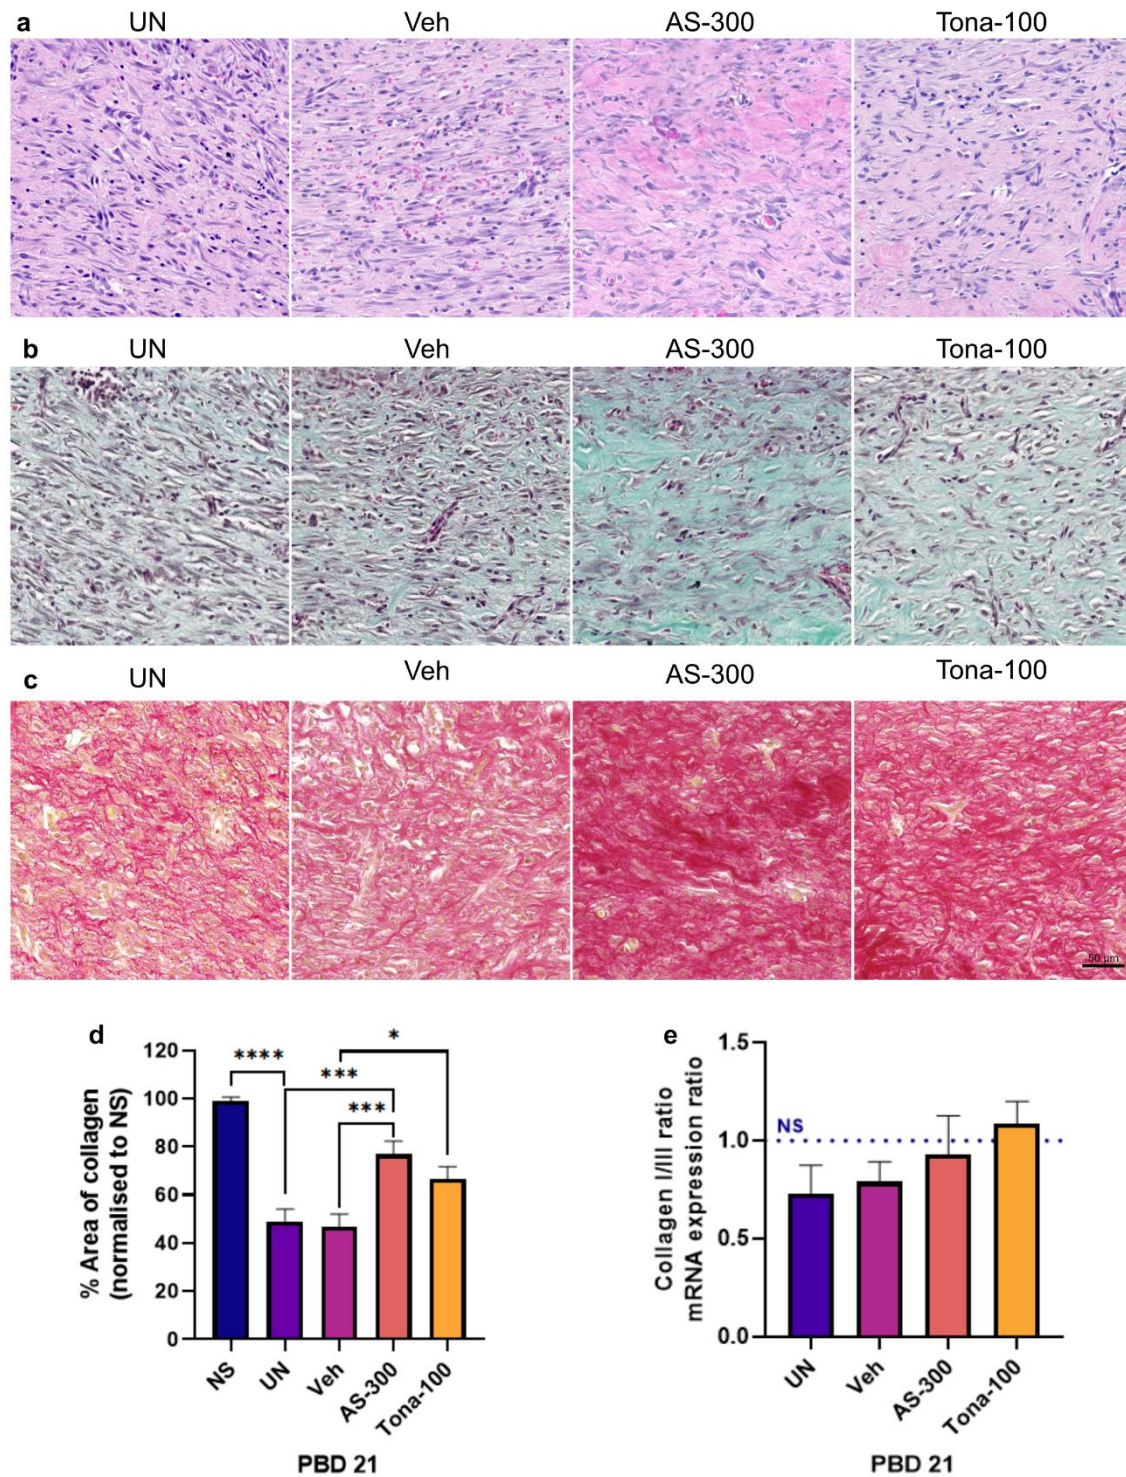 a UN Veh AS-300 Tona-100
b UN Veh AS-300 Tona-100
c UN Veh AS-300 Tona-100
50 µm
d
% Area of collagen
(normalised to NS)
120
100
80
60
40
20
0
****
***
***
*
NS UN Veh AS-300 Tona-100
PBD 21
e
Collagen I/III ratio
mRNA expression ratio
1.5
1.0
0.5
0.0
NS
UN Veh AS-300 Tona-100
PBD 21